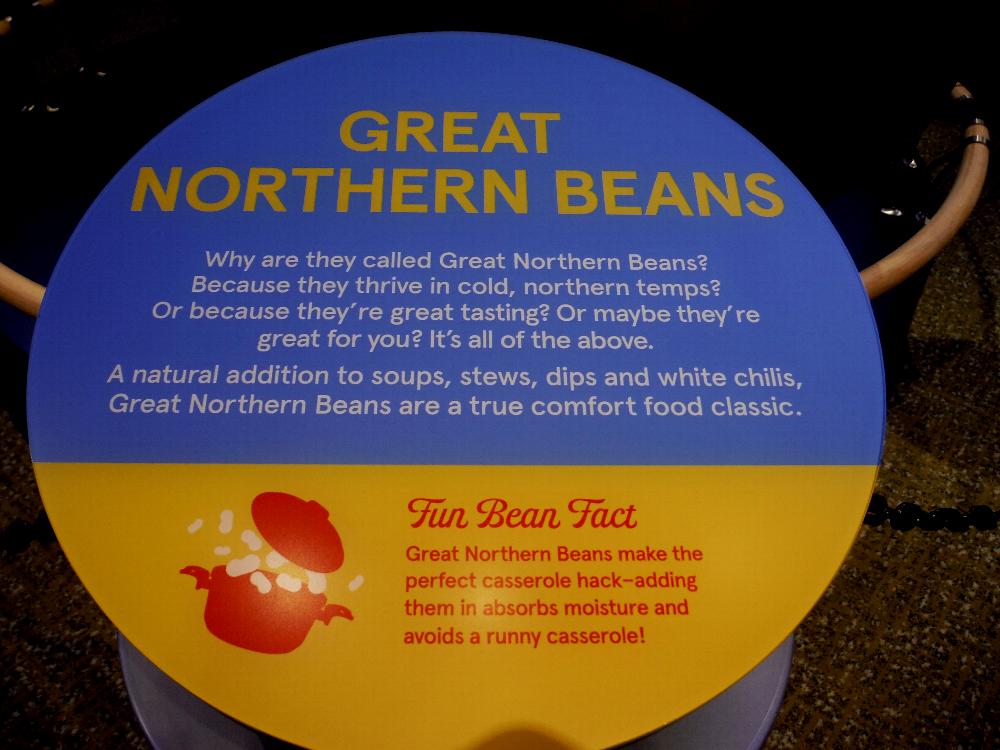 GREAT
NORTHERN BEANS
Why are they called Great Northern Beans?
Because they thrive in cold, northern temps?
Or because they're great tasting? Or maybe they're
great for you? It's all of the above.
A natural addition to soups, stews, dips and white chilis,
Great Northern Beans are a true comfort food classic.
Fun Bean Fact
Great Northern Beans make the
perfect casserole hack–adding
them in absorbs moisture and
avoids a runny casserole!